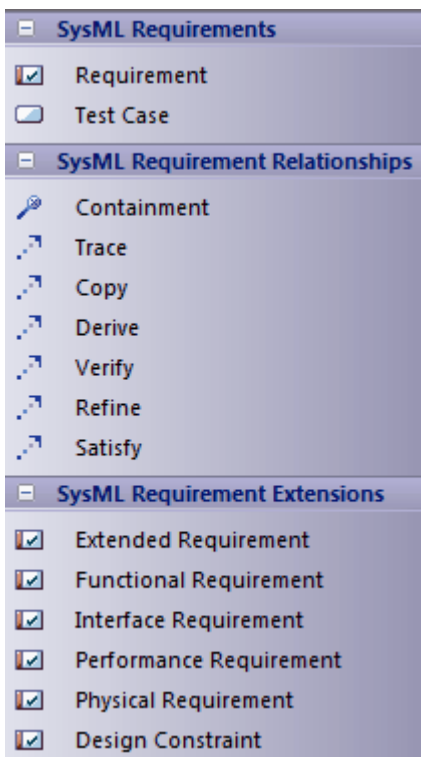 SysML Requirements
Requirement
Test Case
SysML Requirement Relationships
Containment
Trace
Copy
Derive
Verify
Refine
Satisfy
SysML Requirement Extensions
Extended Requirement
Functional Requirement
Interface Requirement
Performance Requirement
Physical Requirement
Design Constraint